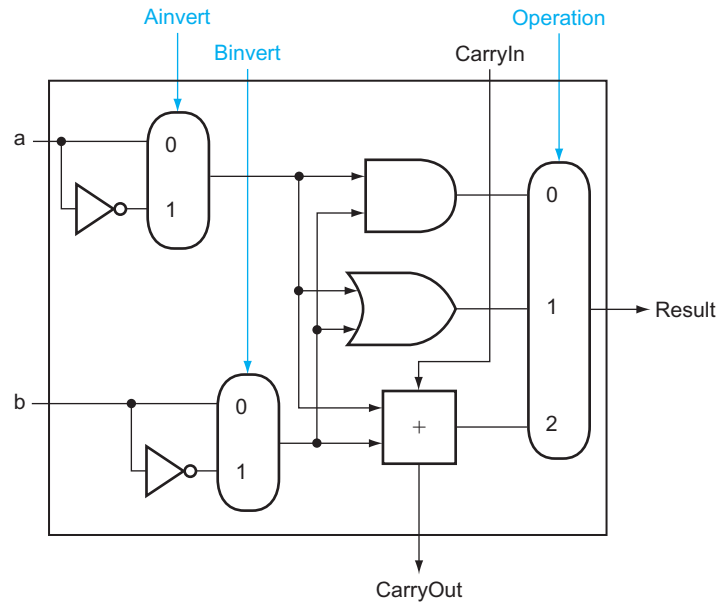 Ainvert
Operation
Binvert
CarryIn
a
0
1
0
1
Result
b
0
1
2
+
CarryOut